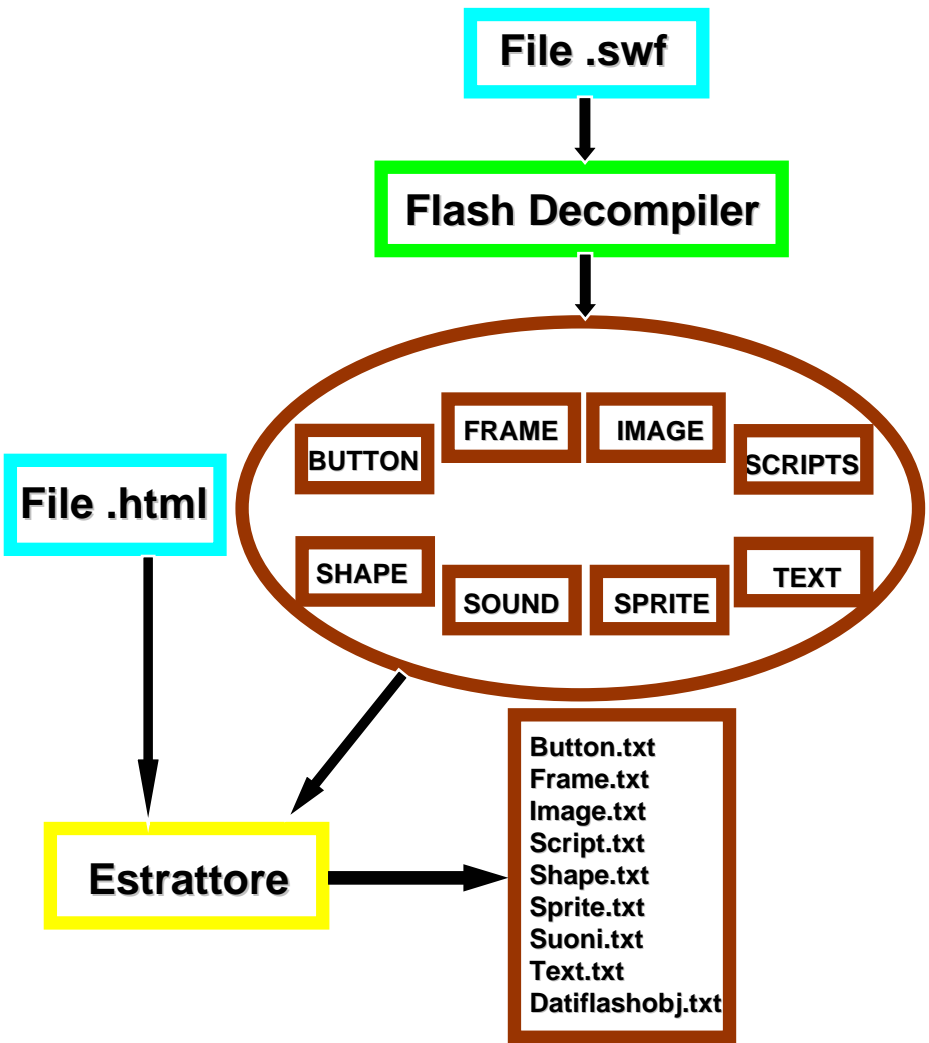 File .swf
Flash Decompiler
FRAME
IMAGE
BUTTON
SCRIPTS
File .html
SHAPE
SOUND
SPRITE
TEXT
Button.txt
Frame.txt
Image.txt
Script.txt
Shape.txt
Sprite.txt
Suoni.txt
Text.txt
Datiflashobj.txt
Estrattore